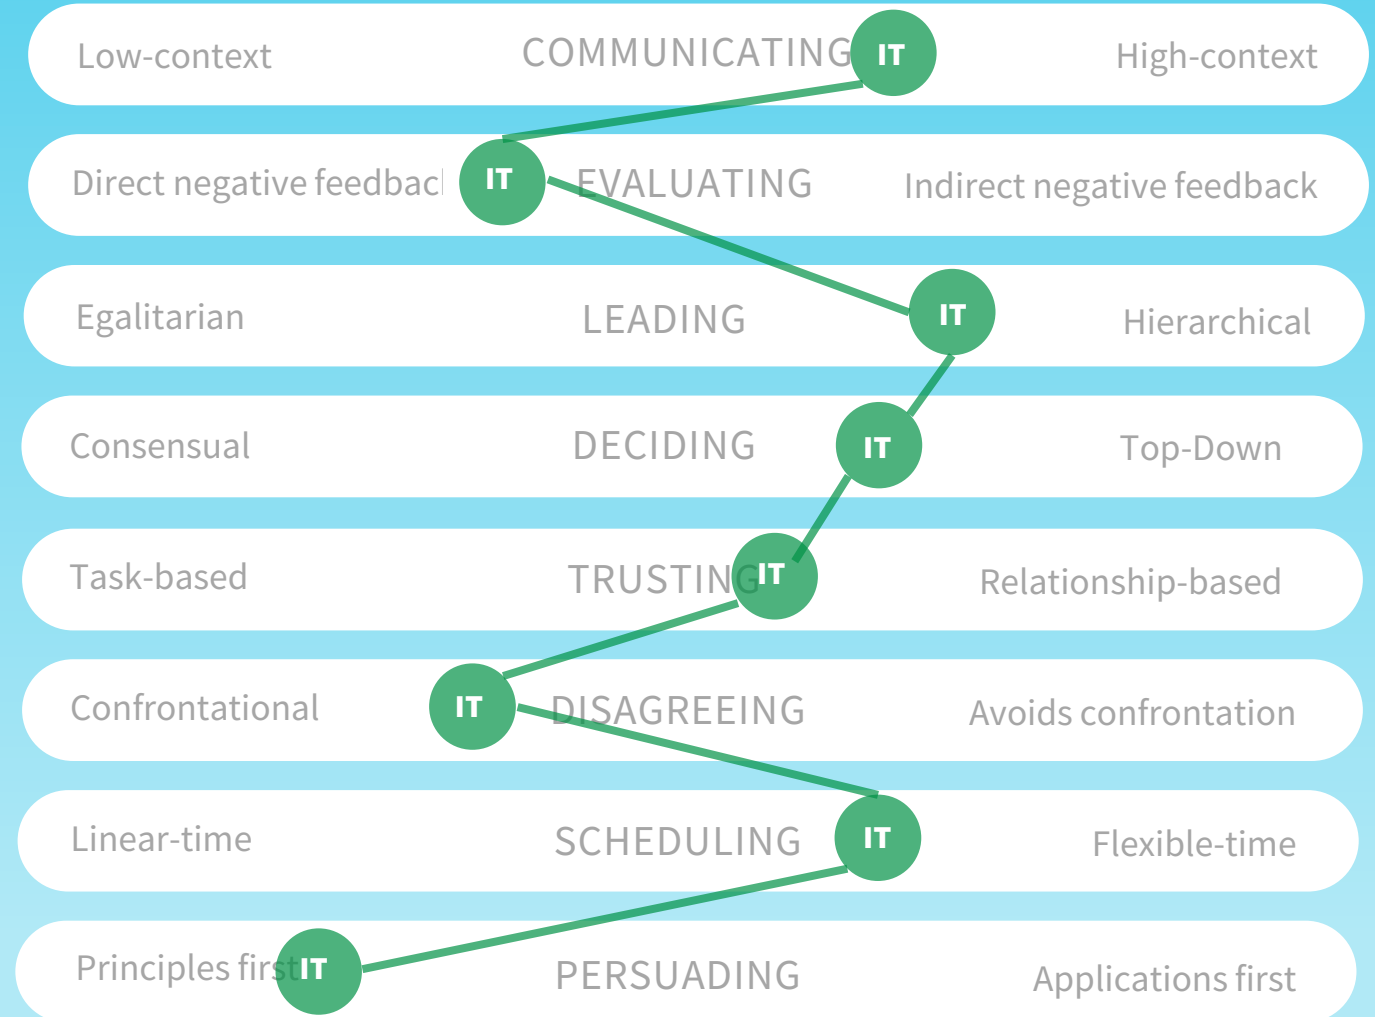 Low-context COMMUNICATING IT High-context
Direct negative feedback IT EVALUATING Indirect negative feedback
Egalitarian LEADING IT Hierarchical
Consensual DECIDING IT Top-Down
Task-based TRUSTING IT Relationship-based
Confrontational IT DISAGREEING Avoids confrontation
Linear-time SCHEDULING IT Flexible-time
Principles first IT PERSUADING Applications first